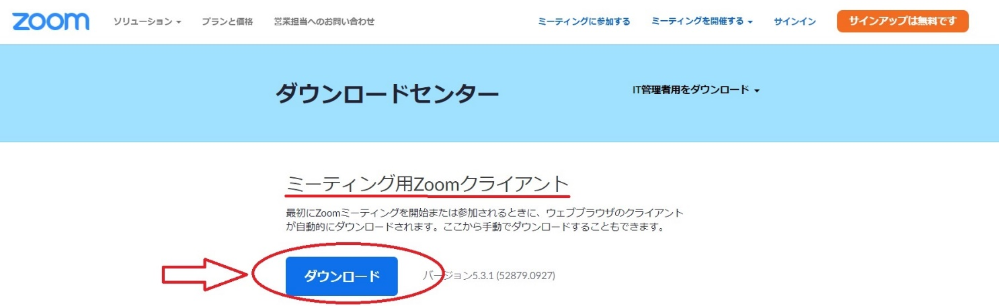 zoom ソリューション プランと価格 営業担当へのお問い合わせ ミーティングに参加する ミーティングを開催する サインイン サインアップは無料です
ダウンロードセンター IT管理者用をダウンロード
ミーティング用Zoomクライアント
最初にZoomミーティングを開始または参加されるときに、ウェブブラウザのクライアント
が自動的にダウンロードされます。ここから手動でダウンロードすることもできます。
ダウンロード バージョン5.3.1 (52879.0927)